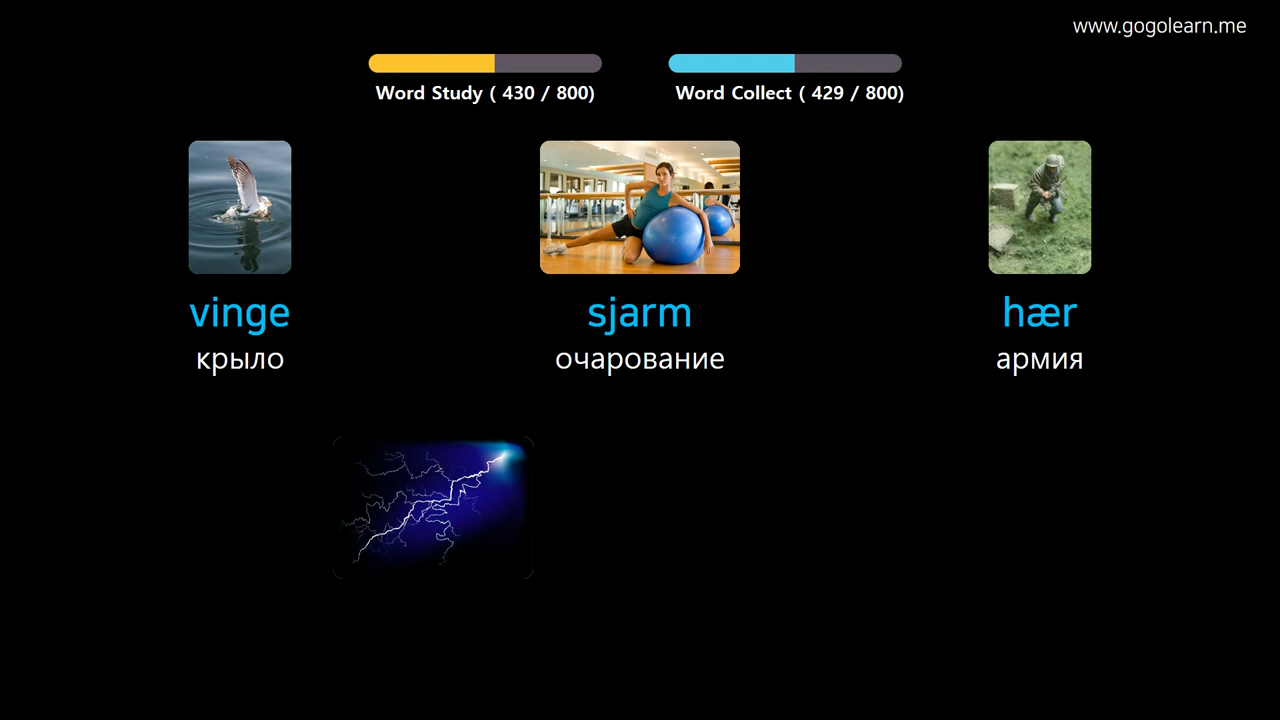 www.gogolearn.me
Word Study ( 430 / 800)
Word Collect ( 429 / 800)
vinge
sjarm
hær
крыло
очарование
армия